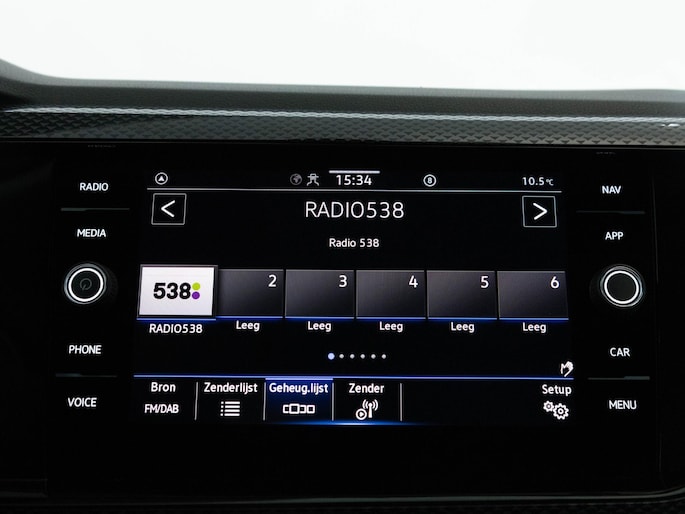 RADIO
MEDIA
PHONE
VOICE
15:34
8
10.5°C
<
RADIO538
>
Radio 538
538
2
3
4
5
6
RADIO538
Leeg
Leeg
Leeg
Leeg
Leeg
Bron
FM/DAB
Zenderlijst
Geheug.lijst
Zender
Setup
NAV
APP
CAR
MENU